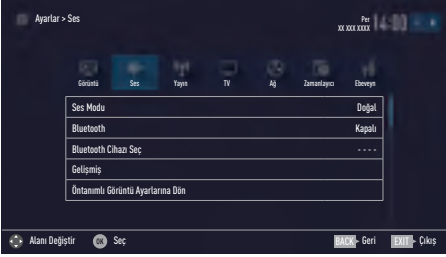 Ayarlar > Ses
Per
XX XXX XXXX 14:00
Görüntü Ses Yayın TV Ağ Zamanlayıcı Ebeveyn
Ses Modu Doğal
Bluetooth Kapalı
Bluetooth Cihazı Seç - - - -
Gelişmiş
Öntanımlı Görüntü Ayarlarına Dön
Alanı Değiştir OK Seç BACK Geri EXIT Çıkış